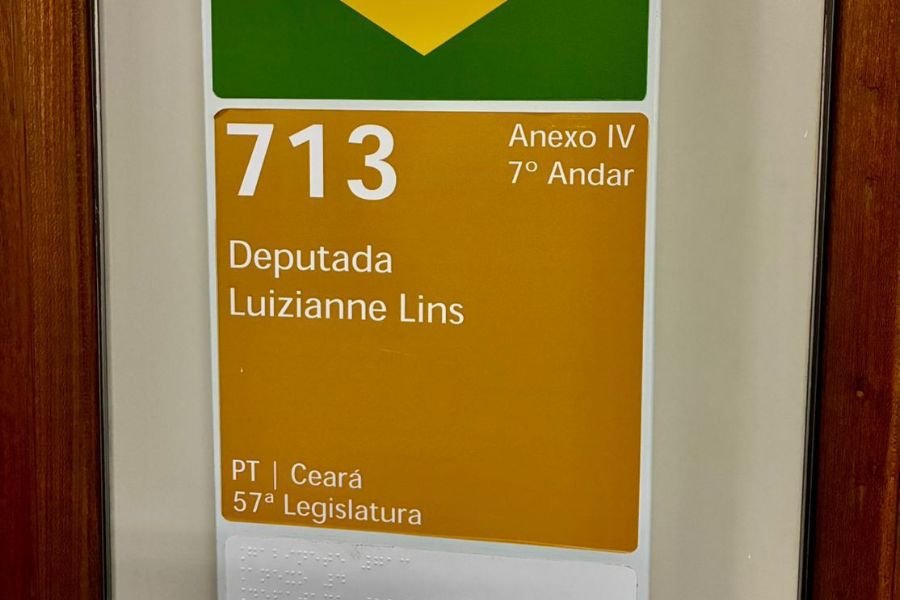 713
Anexo IV
7º Andar
Deputada
Luizianne Lins
PT | Ceará
57ª Legislatura